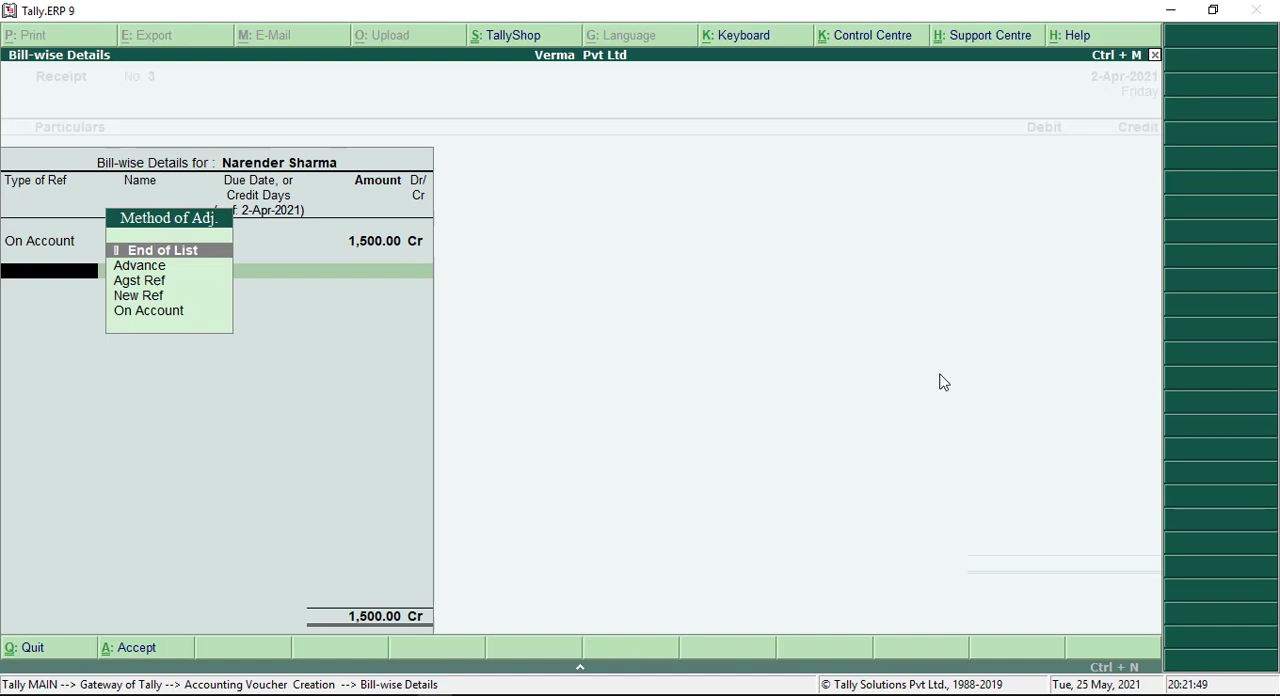 Tally.ERP 9
P: Print E: Export M: E-Mail O: Upload S: TallyShop G: Language K: Keyboard K: Control Centre H: Support Centre H: Help
Bill-wise Details Verma Pvt Ltd Ctrl + M
Receipt No. 3 2-Apr-2021
Friday
Particulars Debit Credit
Bill-wise Details for : Narender Sharma
Type of Ref Name Due Date, or Amount Dr/
Credit Days Cr
f. 2-Apr-2021)
Method of Adj.
On Account 1,500.00 Cr
End of List
Advance
Agst Ref
New Ref
On Account
1,500.00 Cr
Q: Quit A: Accept
Ctrl + N
Tally MAIN --> Gateway of Tally --> Accounting Voucher Creation --> Bill-wise Details © Tally Solutions Pvt Ltd., 1988-2019 Tue, 25 May, 2021 20:21:49